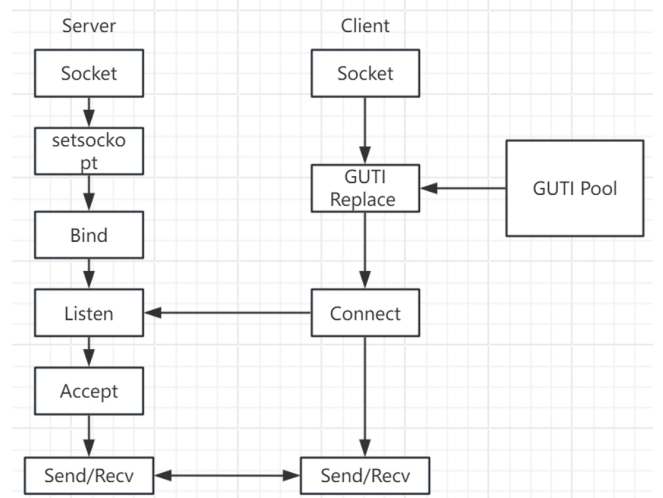 Server
Client
Socket
Socket
setsocko
pt
GUTI
Replace
GUTI Pool
Bind
Listen
Connect
Accept
Send/Recv
Send/Recv